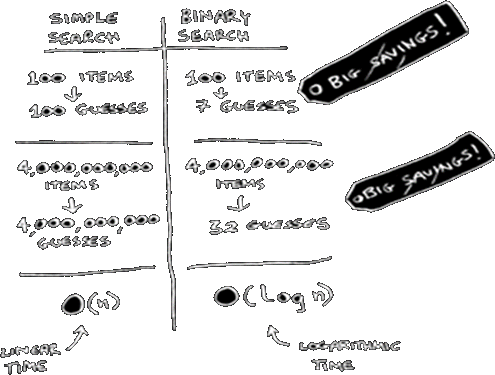 SIMPLE SEARCH
BINARY SEARCH
100 ITEMS
100 GUESSES
100 ITEMS
7 GUESSES
BIG SAVINGS!
4,000,000,000 ITEMS
4,000,000,000 GUESSES
4,000,000,000 ITEMS
32 GUESSES
BIG SAVINGS!
O(n)
O(log n)
LINEAR TIME
LOGARITHMIC TIME